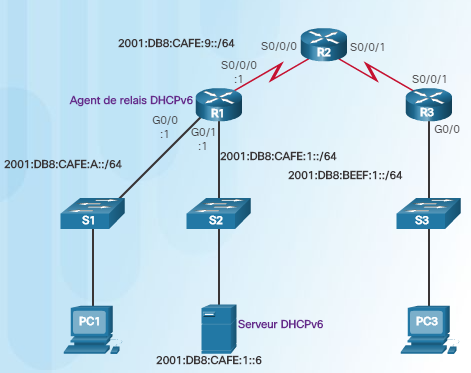 2001:DB8:CAFE:9::/64
S0/0/0
R2
S0/0/1
S0/0/0
:1
S0/0/1
Agent de relais DHCPv6
R1
R3
G0/0
:1
G0/1
:1
G0/0
2001:DB8:CAFE:A::/64
2001:DB8:CAFE:1::/64
2001:DB8:BEEF:1::/64
S1
S2
S3
PC1
Serveur DHCPv6
PC3
2001:DB8:CAFE:1::6